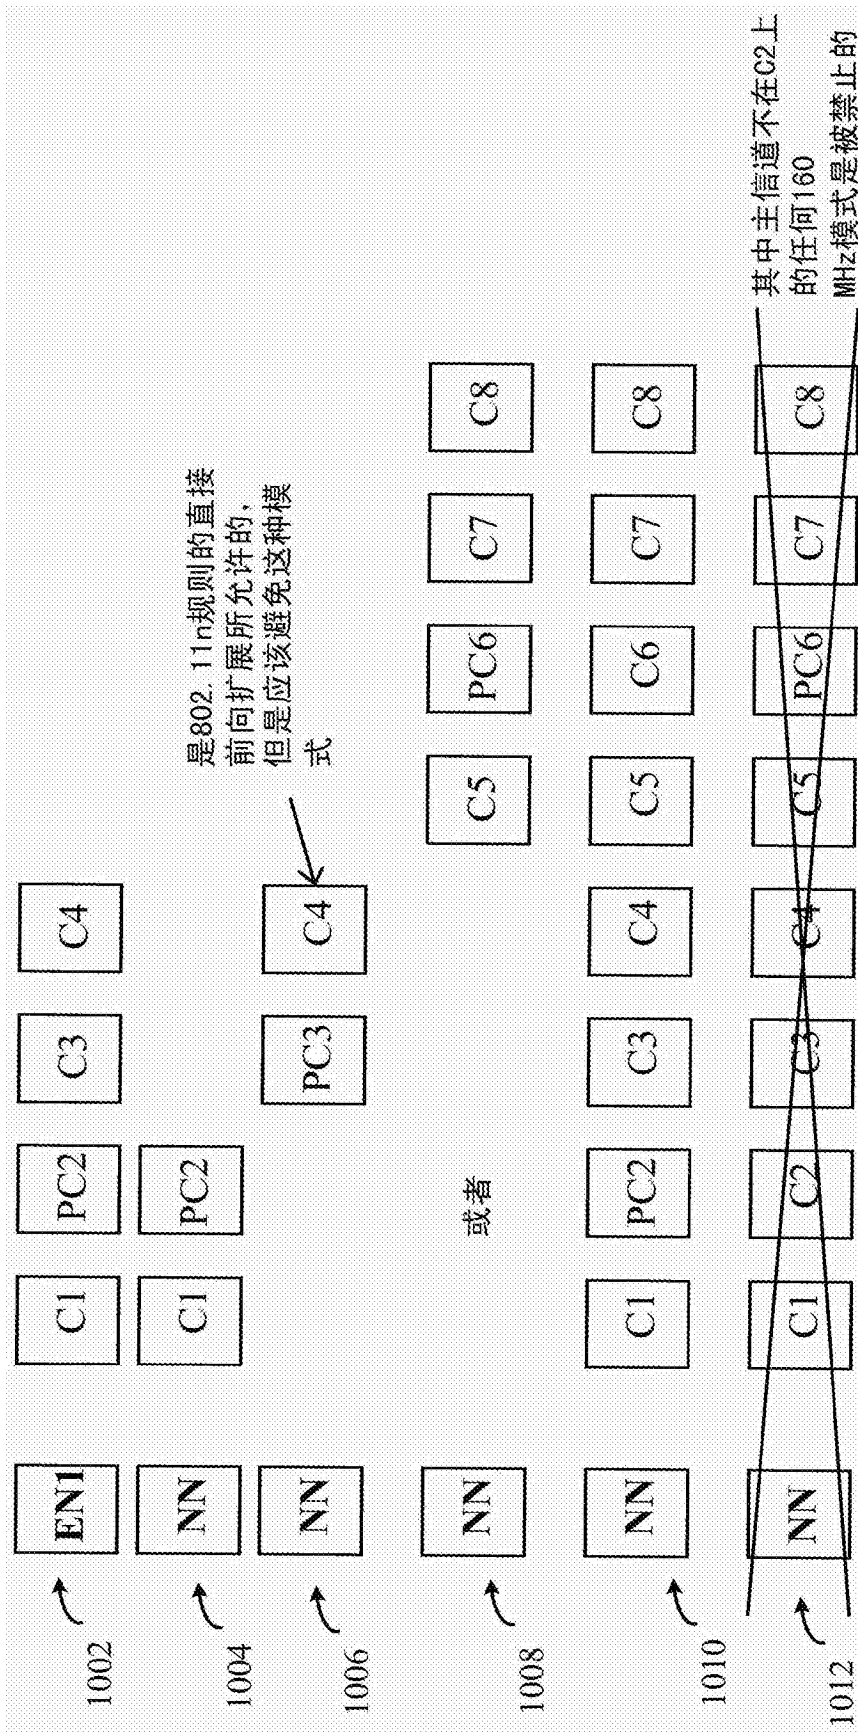 EN1 C1 PC2 C3 C4
1002
NN C1 PC2
1004
是802.11n规则的直接
前向扩展所允许的，
但是应该避免这种模
式
NN PC3 C4
1006
NN 或者 C5 PC6 C7 C8
1008
NN C1 PC2 C3 C4 C5 C6 C7 C8
1010
其中主信道不在C2上
的任何160
MHz模式是被禁止的
NN C1 C2 C3 C4 C5 PC6 C7 C8
1012